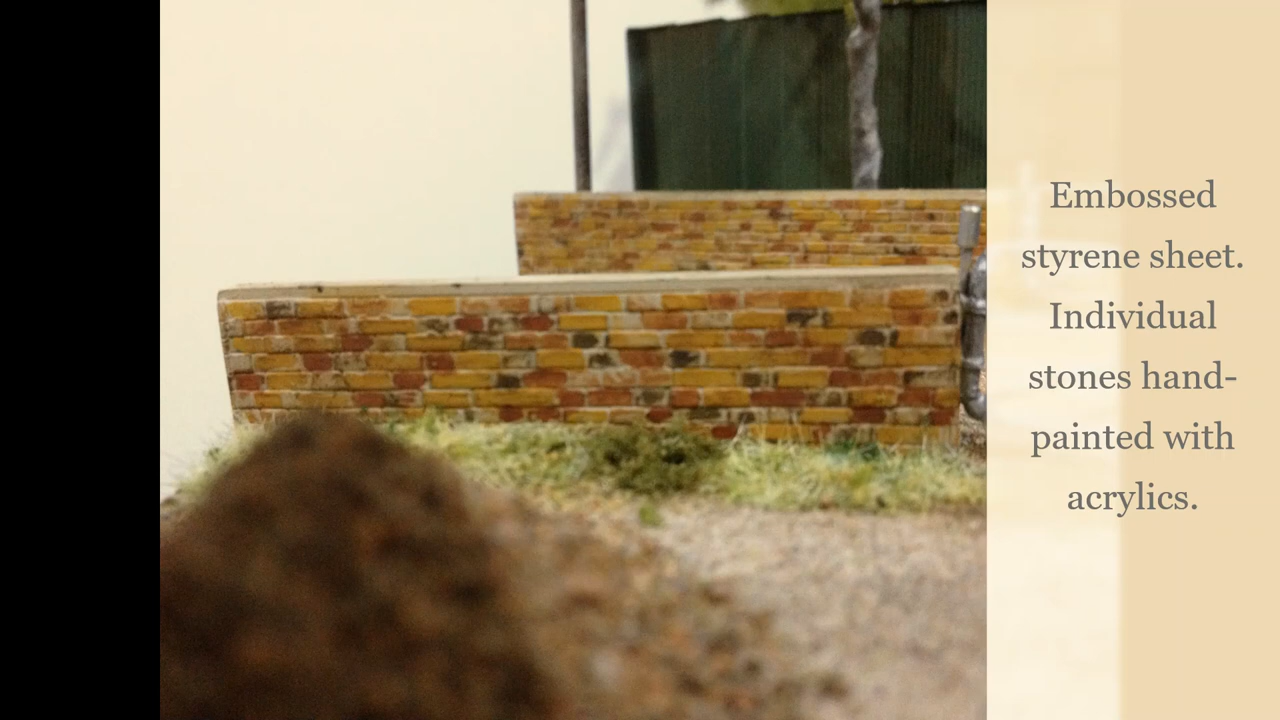 Embossed
styrene sheet.
Individual
stones hand-
painted with
acrylics.